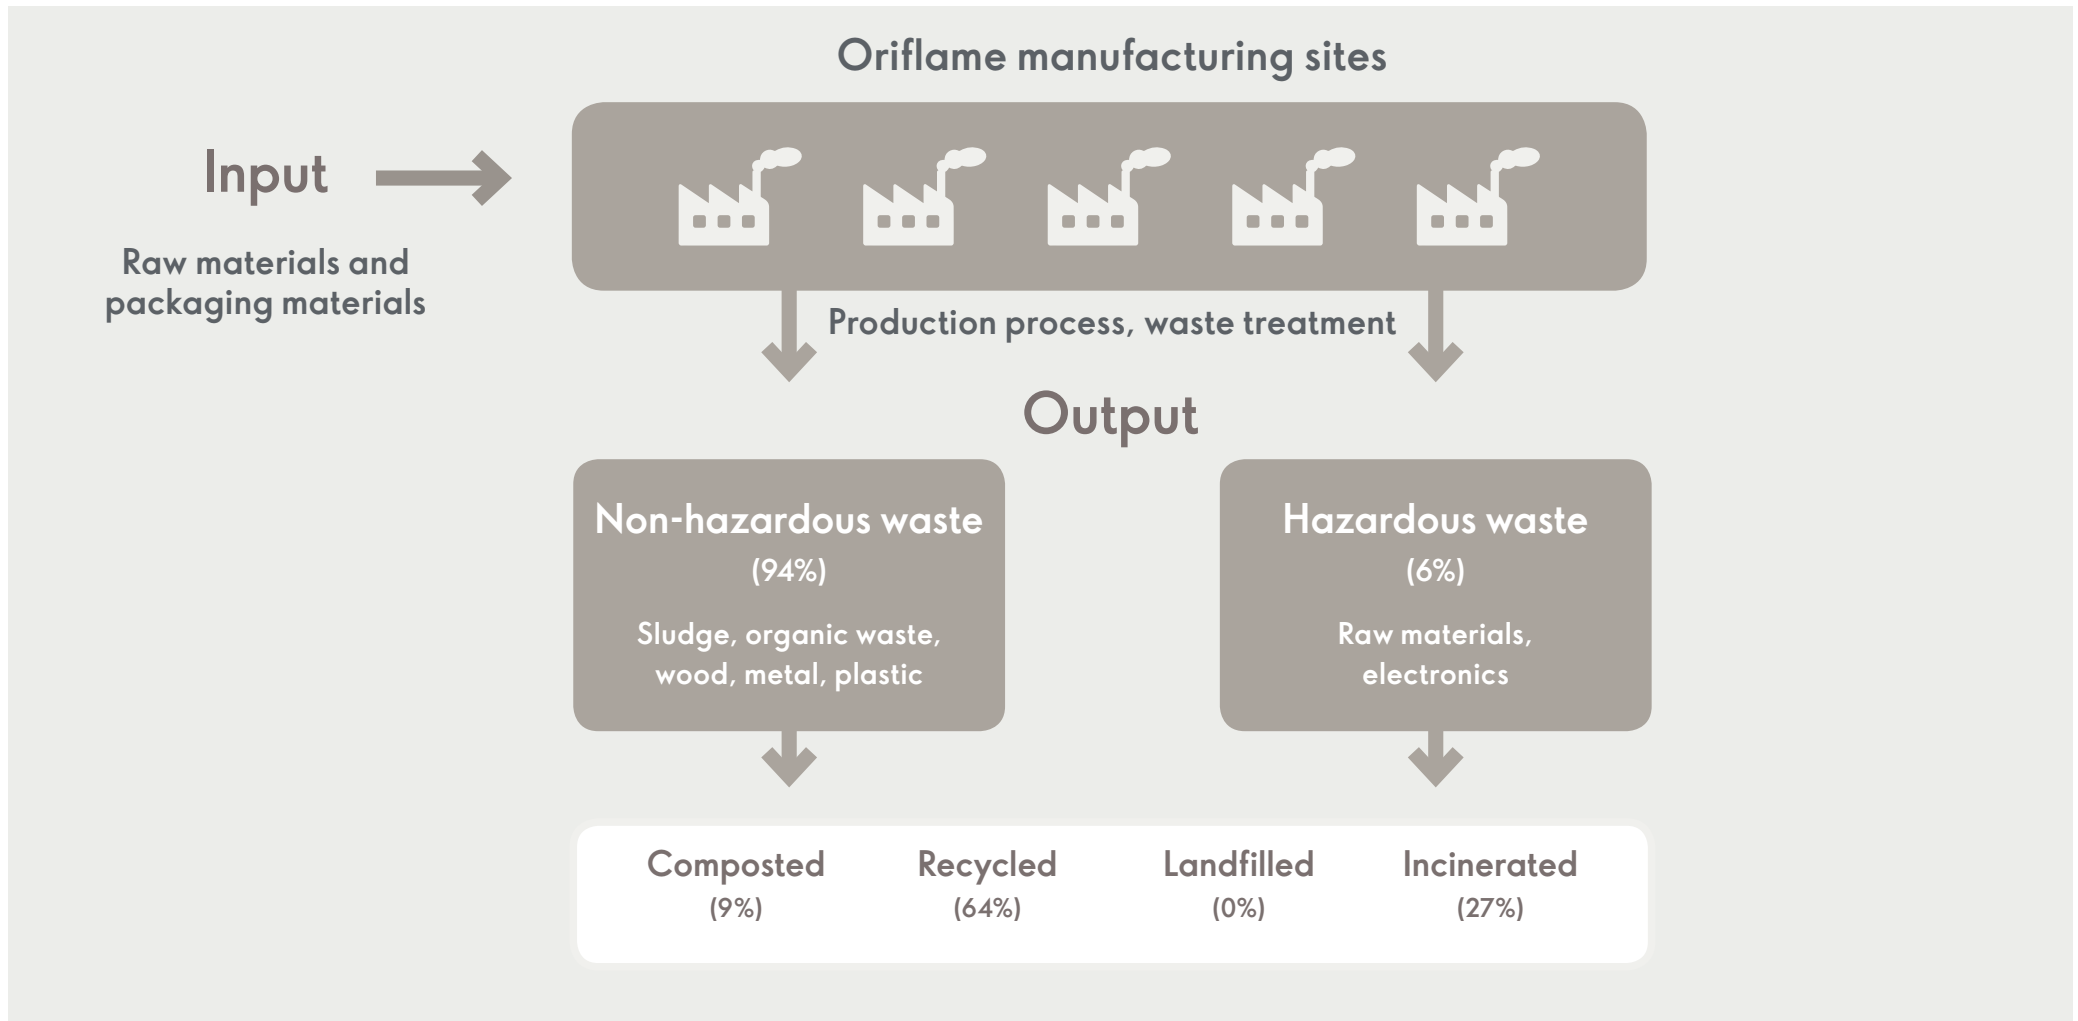 Oriflame manufacturing sites
Input
Raw materials and
packaging materials
Production process, waste treatment
Output
Non-hazardous waste
(94%)
Sludge, organic waste,
wood, metal, plastic
Hazardous waste
(6%)
Raw materials,
electronics
Composted
(9%)
Recycled
(64%)
Landfilled
(0%)
Incinerated
(27%)